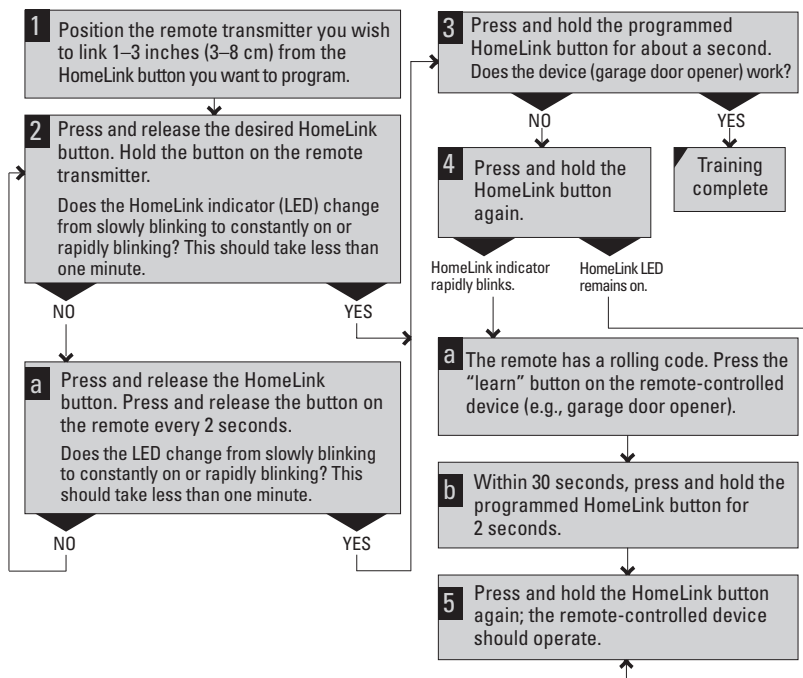 1
Position the remote transmitter you wish
to link 1–3 inches (3–8 cm) from the
HomeLink button you want to program.
2
Press and release the desired HomeLink
button. Hold the button on the remote
transmitter.
Does the HomeLink indicator (LED) change
from slowly blinking to constantly on or
rapidly blinking? This should take less than
one minute.
NO
YES
a
Press and release the HomeLink
button. Press and release the button on
the remote every 2 seconds.
Does the LED change from slowly blinking
to constantly on or rapidly blinking? This
should take less than one minute.
NO
YES
3
Press and hold the programmed
HomeLink button for about a second.
Does the device (garage door opener) work?
NO
YES
4
Press and hold the
HomeLink button
again.
Training
complete
HomeLink indicator
rapidly blinks.
HomeLink LED
remains on.
a
The remote has a rolling code. Press the
“learn” button on the remote-controlled
device (e.g., garage door opener).
b
Within 30 seconds, press and hold the
programmed HomeLink button for
2 seconds.
5
Press and hold the HomeLink button
again; the remote-controlled device
should operate.